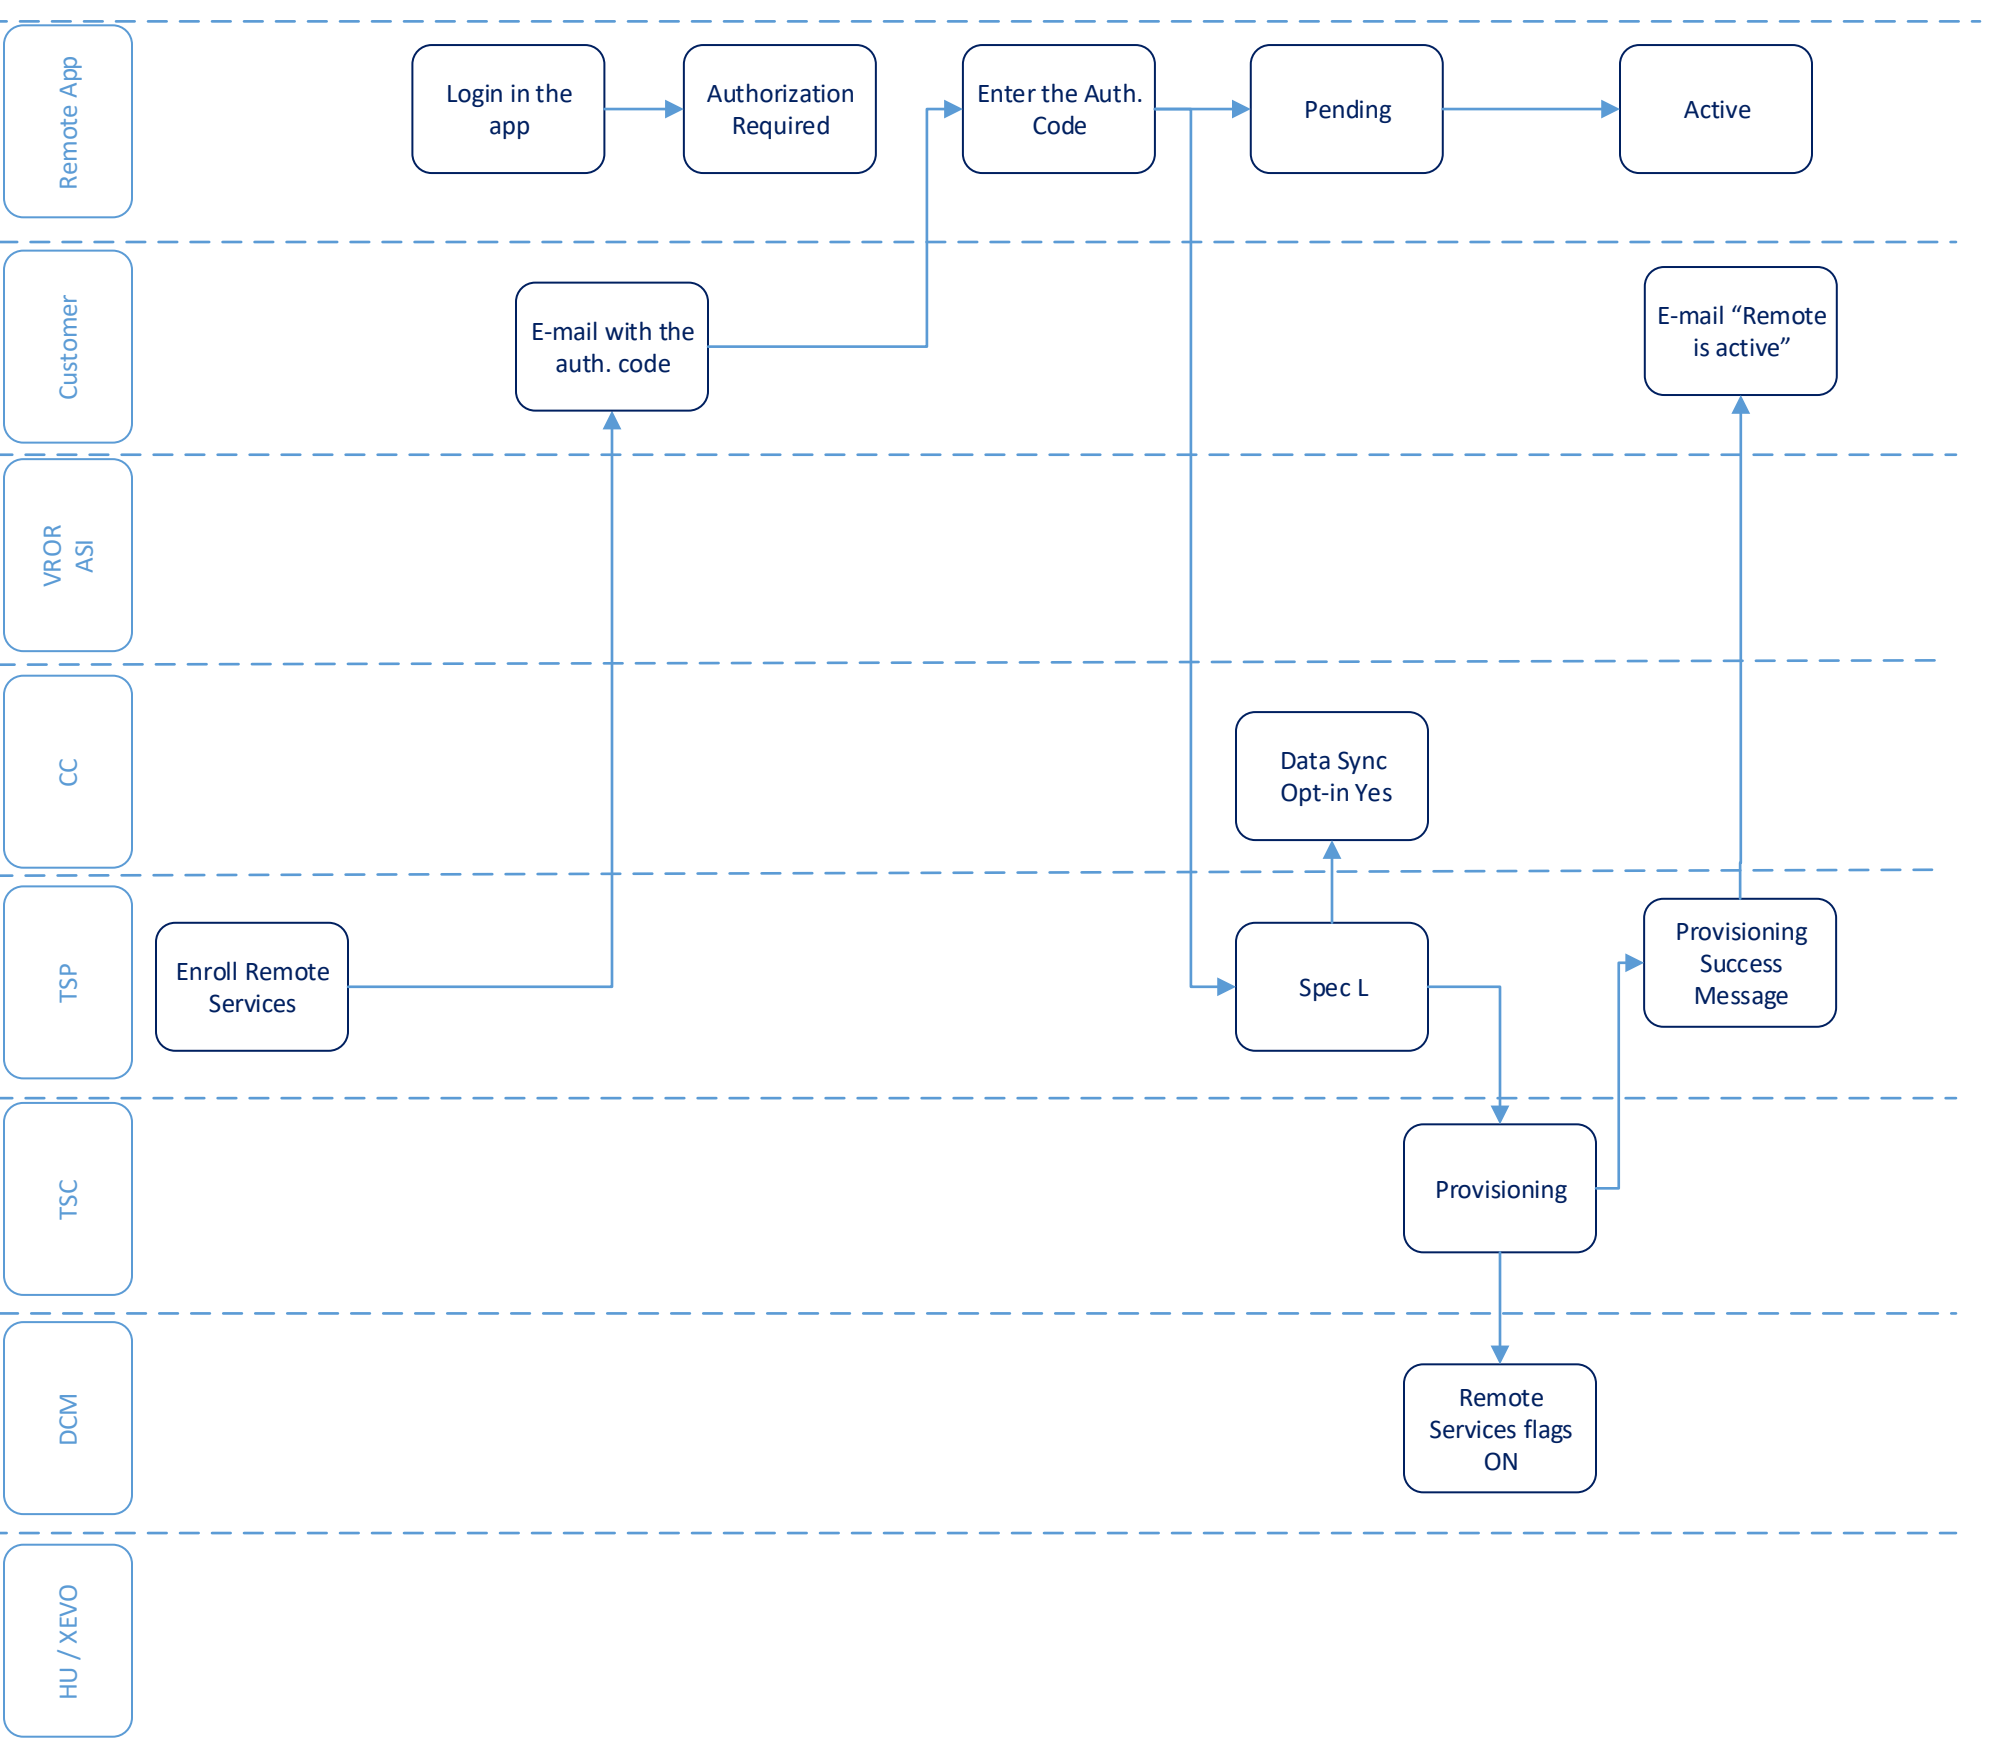 Remote App
Login in the
app
Authorization
Required
Enter the Auth.
Code
Pending
Active
Customer
E-mail with the
auth. code
E-mail “Remote
is active”
VROR
ASI
CC
Data Sync
Opt-in Yes
TSP
Enroll Remote
Services
Spec L
Provisioning
Success
Message
TSC
Provisioning
DCM
Remote
Services flags
ON
HU / XEVO